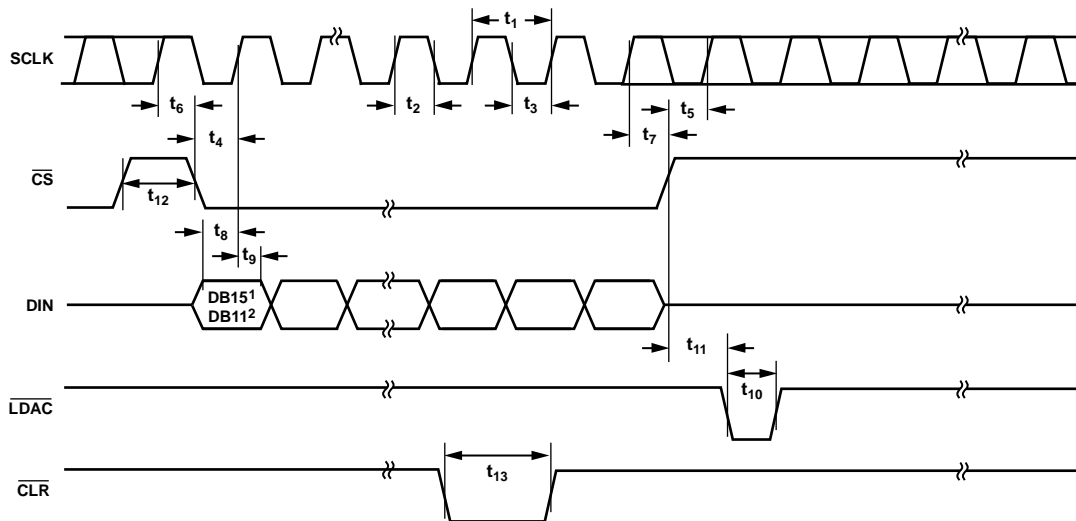 t1
SCLK
t6
t2
t3
t5
t4
t7
CS
t12
t8
t9
DIN
DB15¹
DB11²
t11
t10
LDAC
t13
CLR